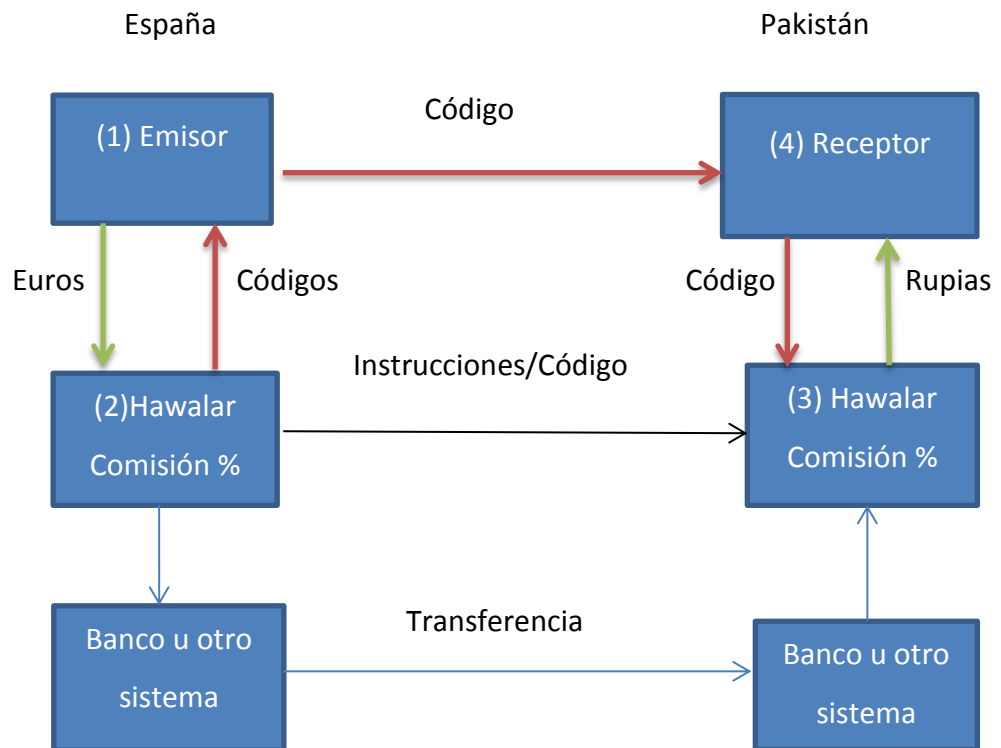 España
Pakistán
(1) Emisor
Código
(4) Receptor
Euros
Códigos
Código
Rupias
(2)Hawalar
Comisión %
Instrucciones/Código
(3) Hawalar
Comisión %
Banco u otro
sistema
Transferencia
Banco u otro
sistema